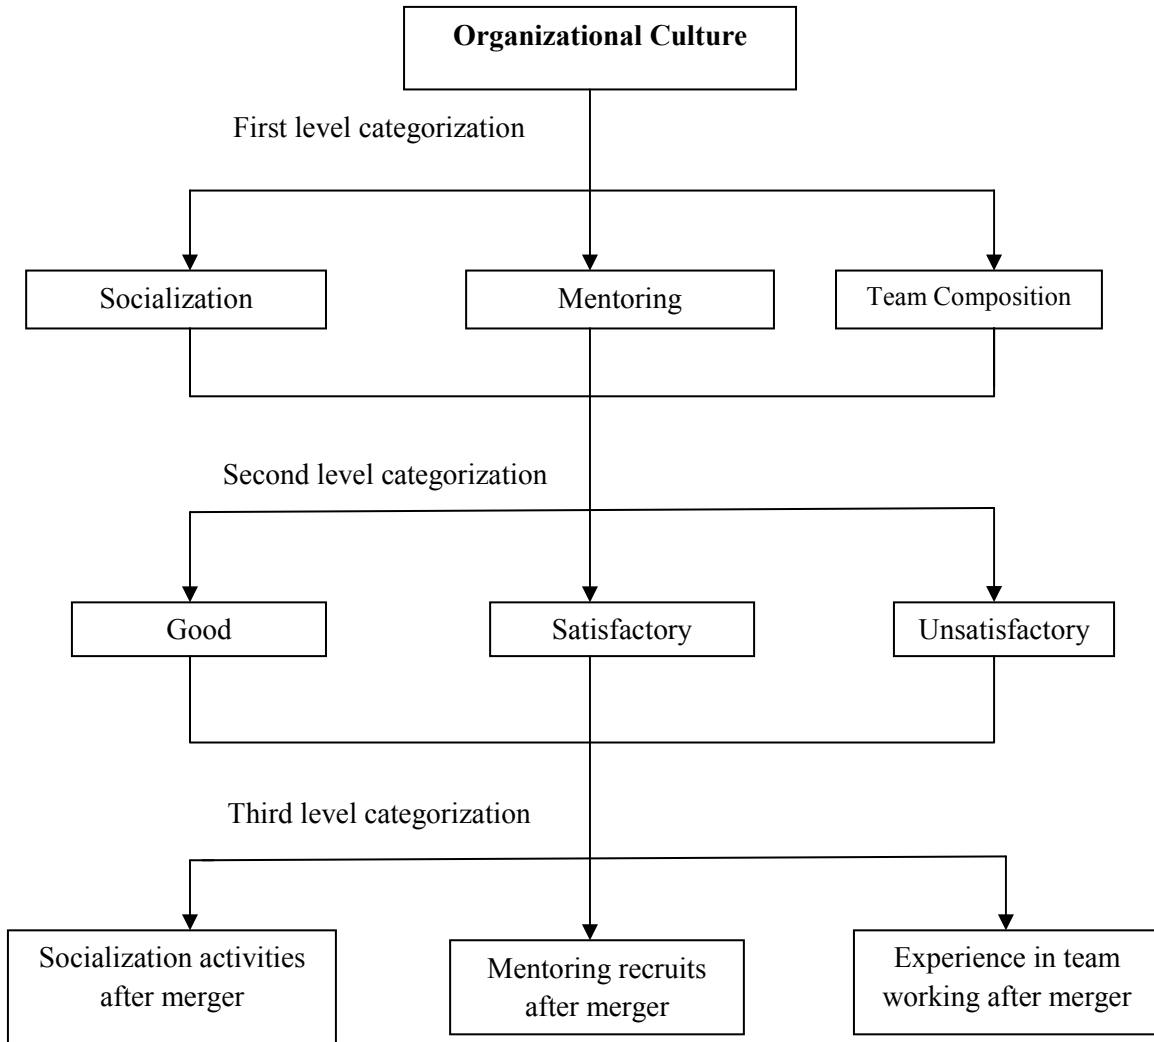 Organizational Culture
First level categorization
Socialization
Mentoring
Team Composition
Second level categorization
Good
Satisfactory
Unsatisfactory
Third level categorization
Socialization activities
after merger
Mentoring recruits
after merger
Experience in team
working after merger